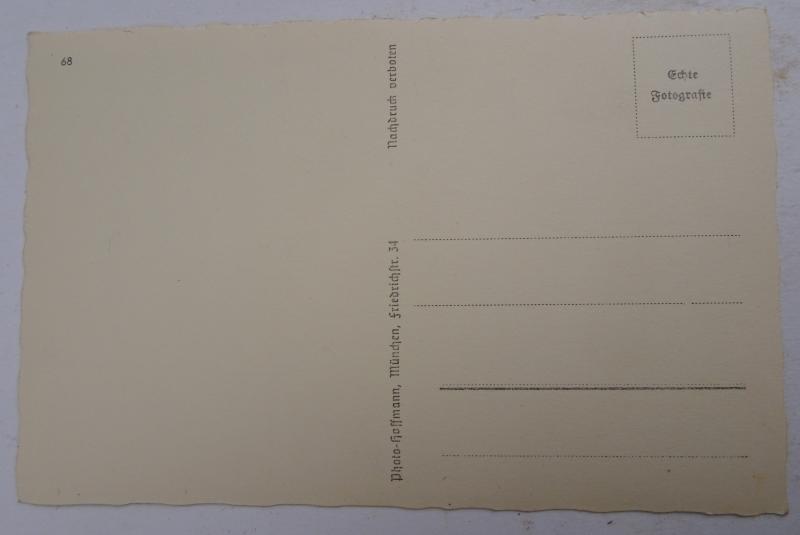 68
Echte
Fotografie
Nachdruck verboten
Photo-Hoffmann, München, Friedrichstr. 34